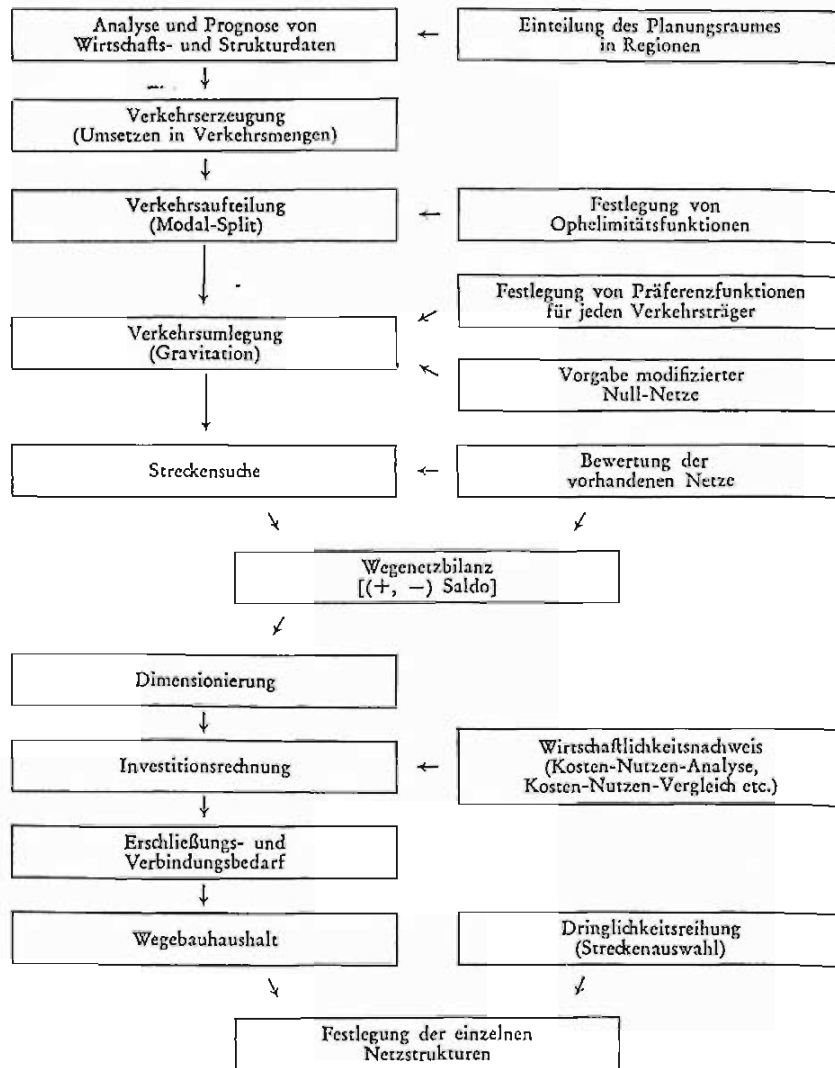 Analyse und Prognose von
Wirtschafts- und Strukturdaten
Einteilung des Planungsraumes
in Regionen
Verkehrserzeugung
(Umsetzen in Verkehrsmengen)
Verkehrsaufteilung
(Modal-Split)
Festlegung von
Ophelimitätsfunktionen
Festlegung von Präferenzfunktionen
für jeden Verkehrsträger
Verkehrsumlegung
(Gravitation)
Vorgabe modifizierter
Null-Netze
Streckensuche
Bewertung der
vorhandenen Netze
Wegenetzbilanz
[(+, −) Saldo]
Dimensionierung
Investitionsrechnung
Wirtschaftlichkeitsnachweis
(Kosten-Nutzen-Analyse,
Kosten-Nutzen-Vergleich etc.)
Erschließungs- und
Verbindungsbedarf
Wegebauhaushalt
Dringlichkeitsreihung
(Streckenauswahl)
Festlegung der einzelnen
Netzstrukturen